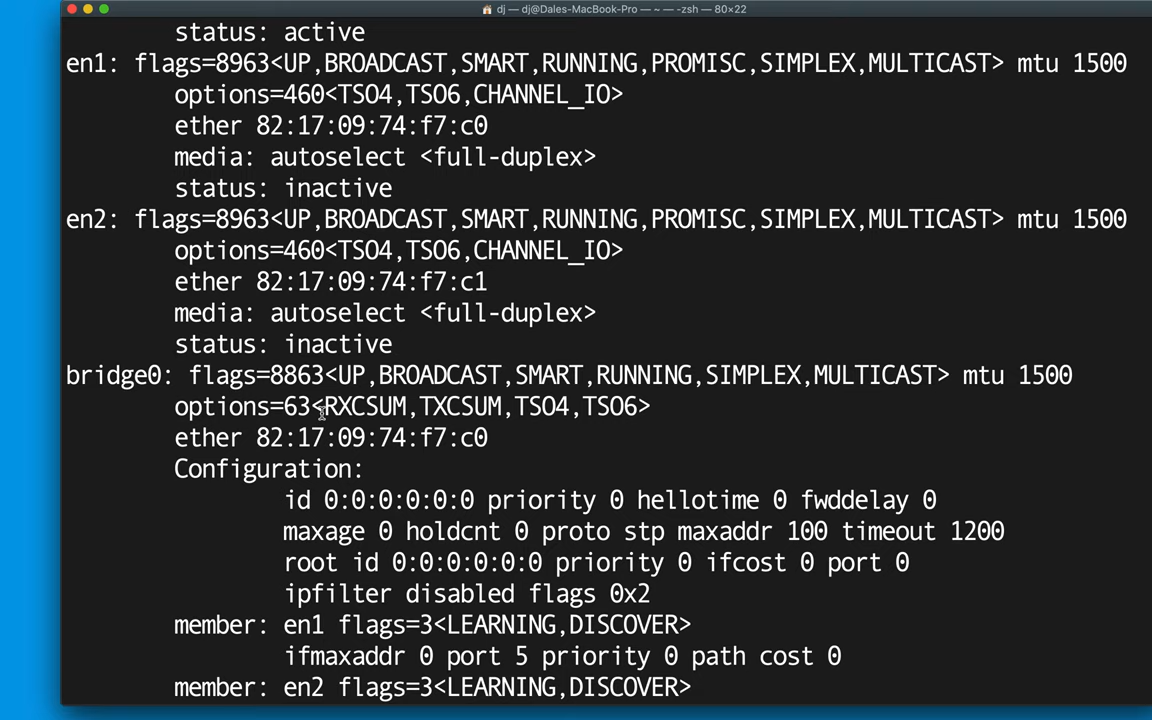 dj — dj@Dales-MacBook-Pro — ~ — -zsh — 80×22
status: active
en1: flags=8963<UP,BROADCAST,SMART,RUNNING,PROMISC,SIMPLEX,MULTICAST> mtu 1500
options=460<TSO4,TSO6,CHANNEL_IO>
ether 82:17:09:74:f7:c0
media: autoselect <full-duplex>
status: inactive
en2: flags=8963<UP,BROADCAST,SMART,RUNNING,PROMISC,SIMPLEX,MULTICAST> mtu 1500
options=460<TSO4,TSO6,CHANNEL_IO>
ether 82:17:09:74:f7:c1
media: autoselect <full-duplex>
status: inactive
bridge0: flags=8863<UP,BROADCAST,SMART,RUNNING,SIMPLEX,MULTICAST> mtu 1500
options=63<RXCSUM,TXCSUM,TSO4,TSO6>
ether 82:17:09:74:f7:c0
Configuration:
id 0:0:0:0:0:0 priority 0 hellotime 0 fwddelay 0
maxage 0 holdcnt 0 proto stp maxaddr 100 timeout 1200
root id 0:0:0:0:0:0 priority 0 ifcost 0 port 0
ipfilter disabled flags 0x2
member: en1 flags=3<LEARNING,DISCOVER>
ifmaxaddr 0 port 5 priority 0 path cost 0
member: en2 flags=3<LEARNING,DISCOVER>